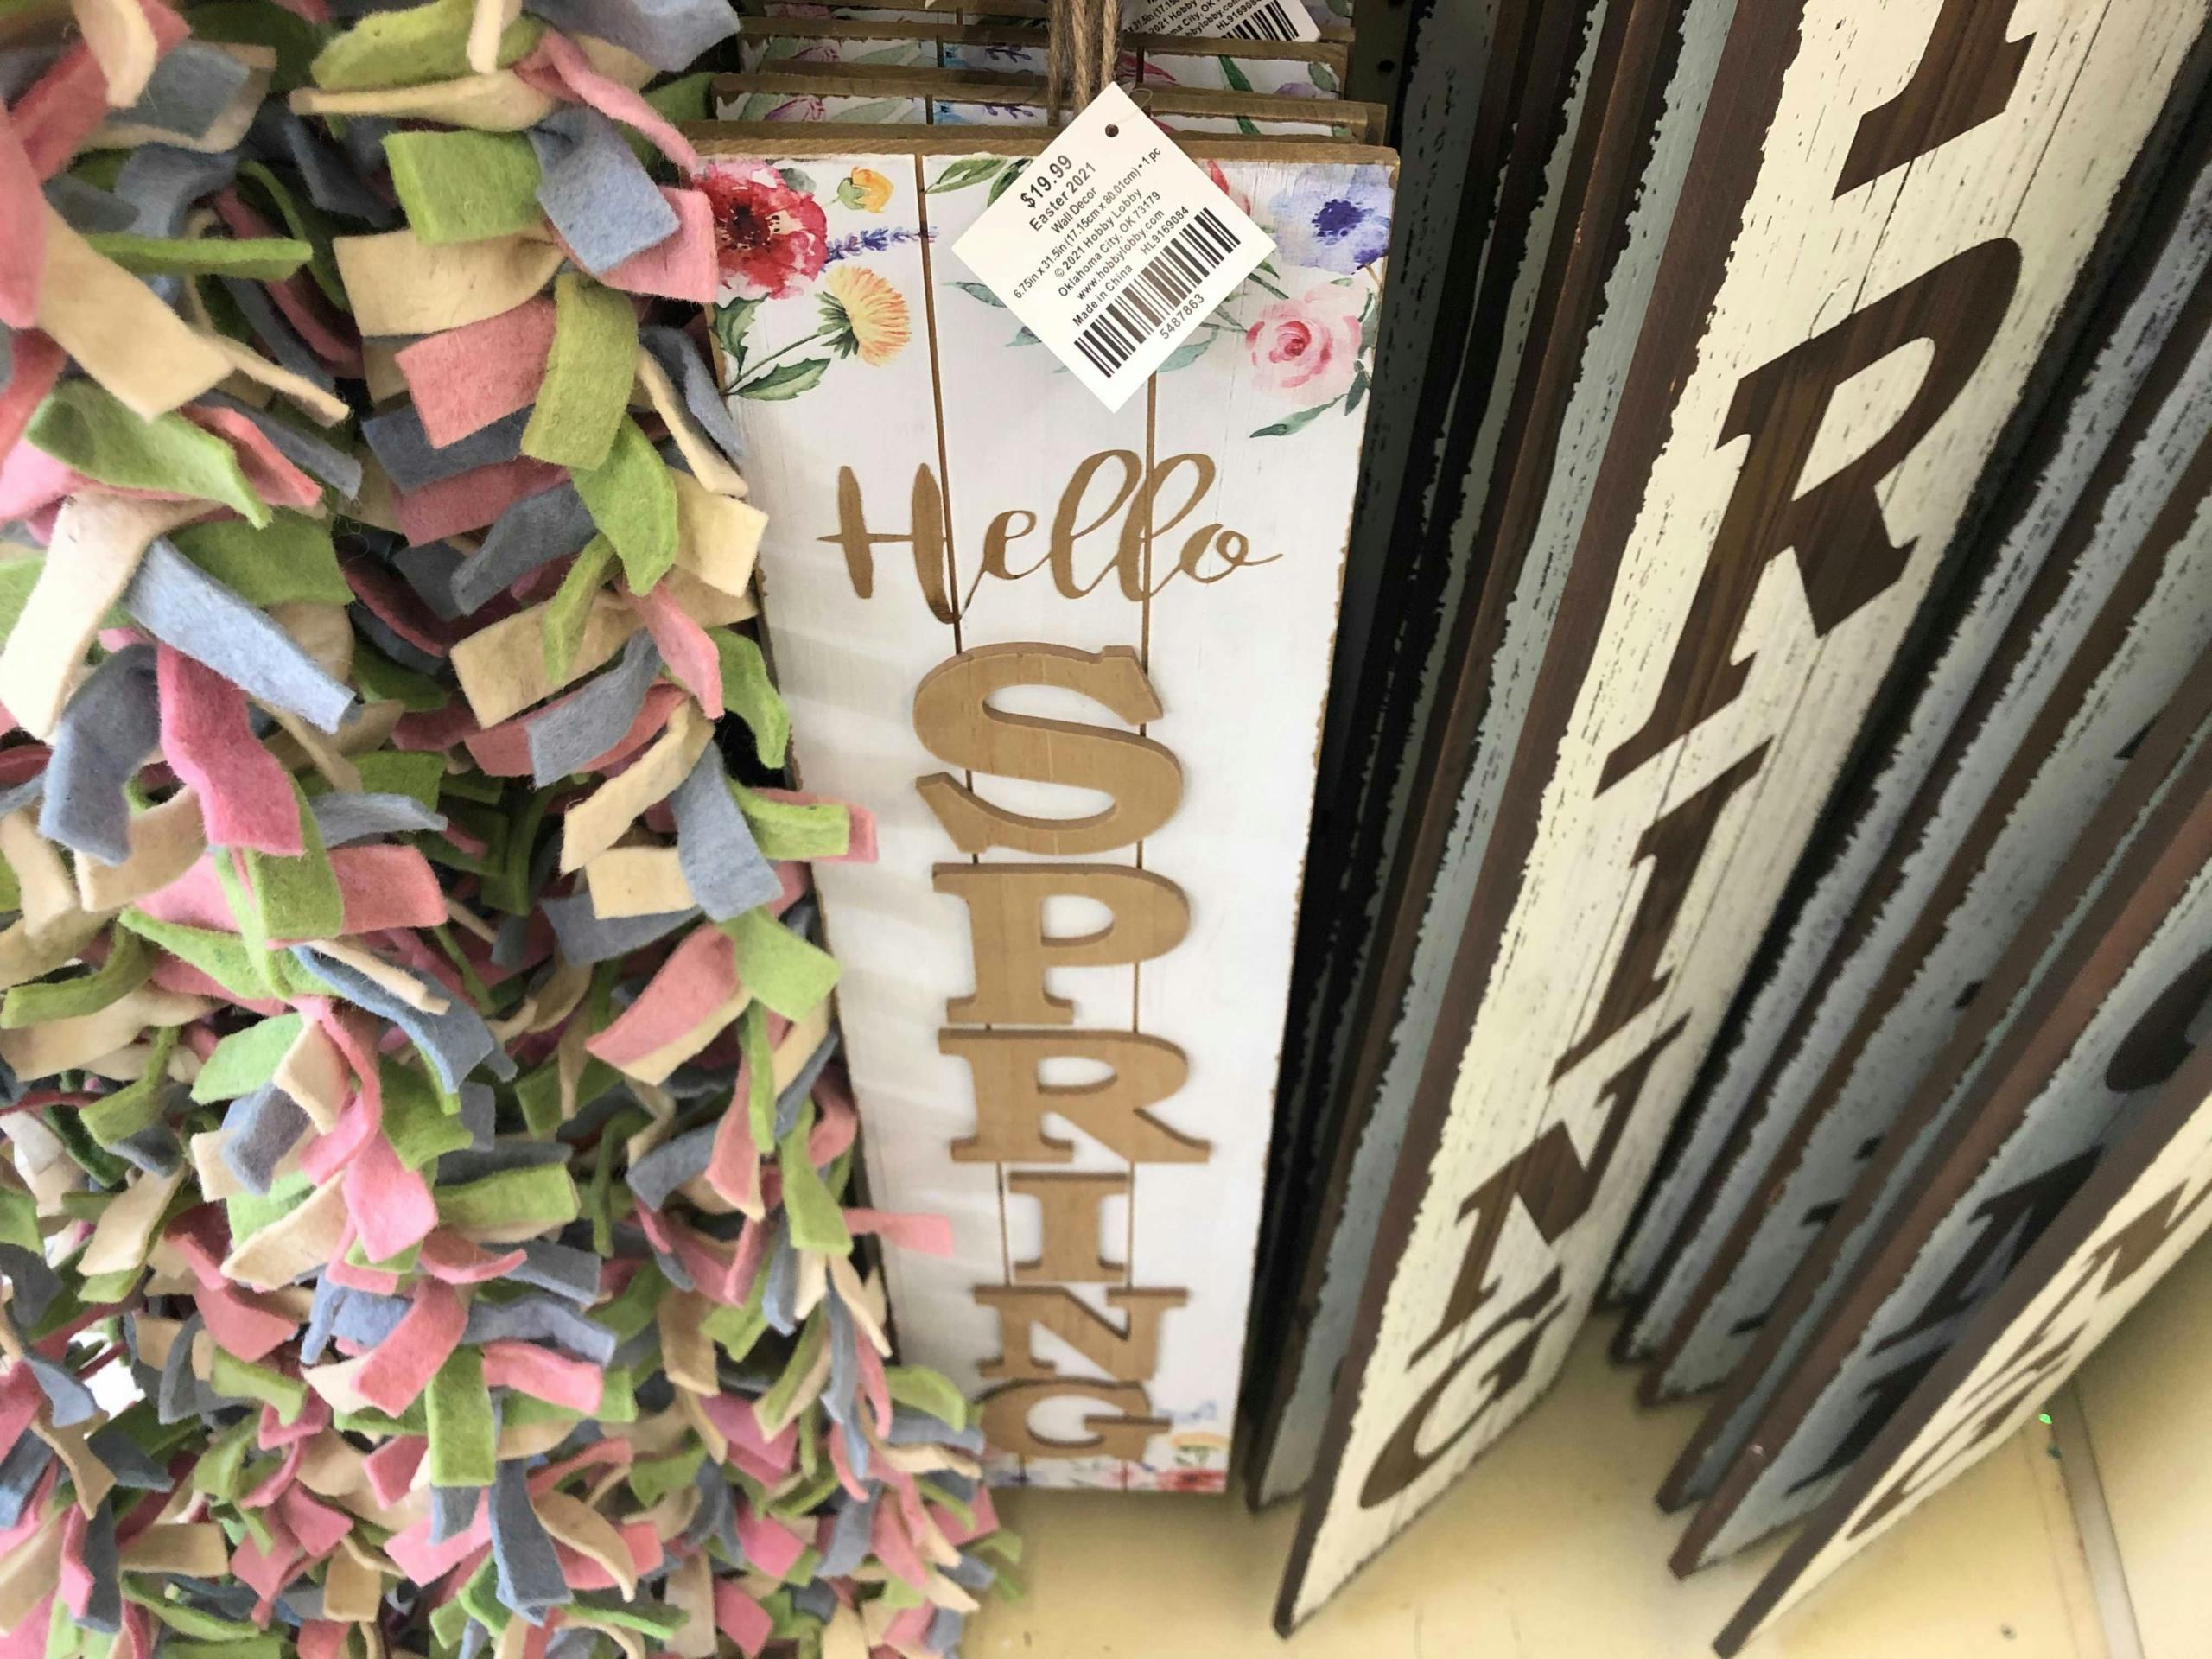 $19.99
Easter 2021
Wall Decor
6.75in x 31.5in (17.15cm x 80.01cm) • 1 pc
© 2021 Hobby Lobby
Oklahoma City, OK 73179
www.hobbylobby.com
Made in China HL9169084
5487863
Hello
SPRING
P
R
I
N
G